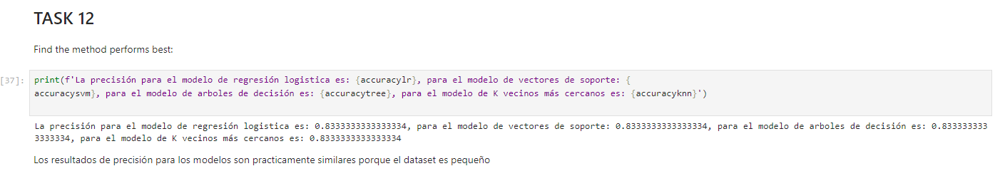 TASK 12
Find the method performs best:
[37]: print(f'La precisión para el modelo de regresión logistica es: {accuracylr}, para el modelo de vectores de soporte: {
accuracysvm}, para el modelo de arboles de decisión es: {accuracytree}, para el modelo de K vecinos más cercanos es: {accuracyknn}')
La precisión para el modelo de regresión logistica es: 0.8333333333333334, para el modelo de vectores de soporte: 0.8333333333333334, para el modelo de arboles de decisión es: 0.833333333
3333334, para el modelo de K vecinos más cercanos es: 0.8333333333333334
Los resultados de precisión para los modelos son practicamente similares porque el dataset es pequeño